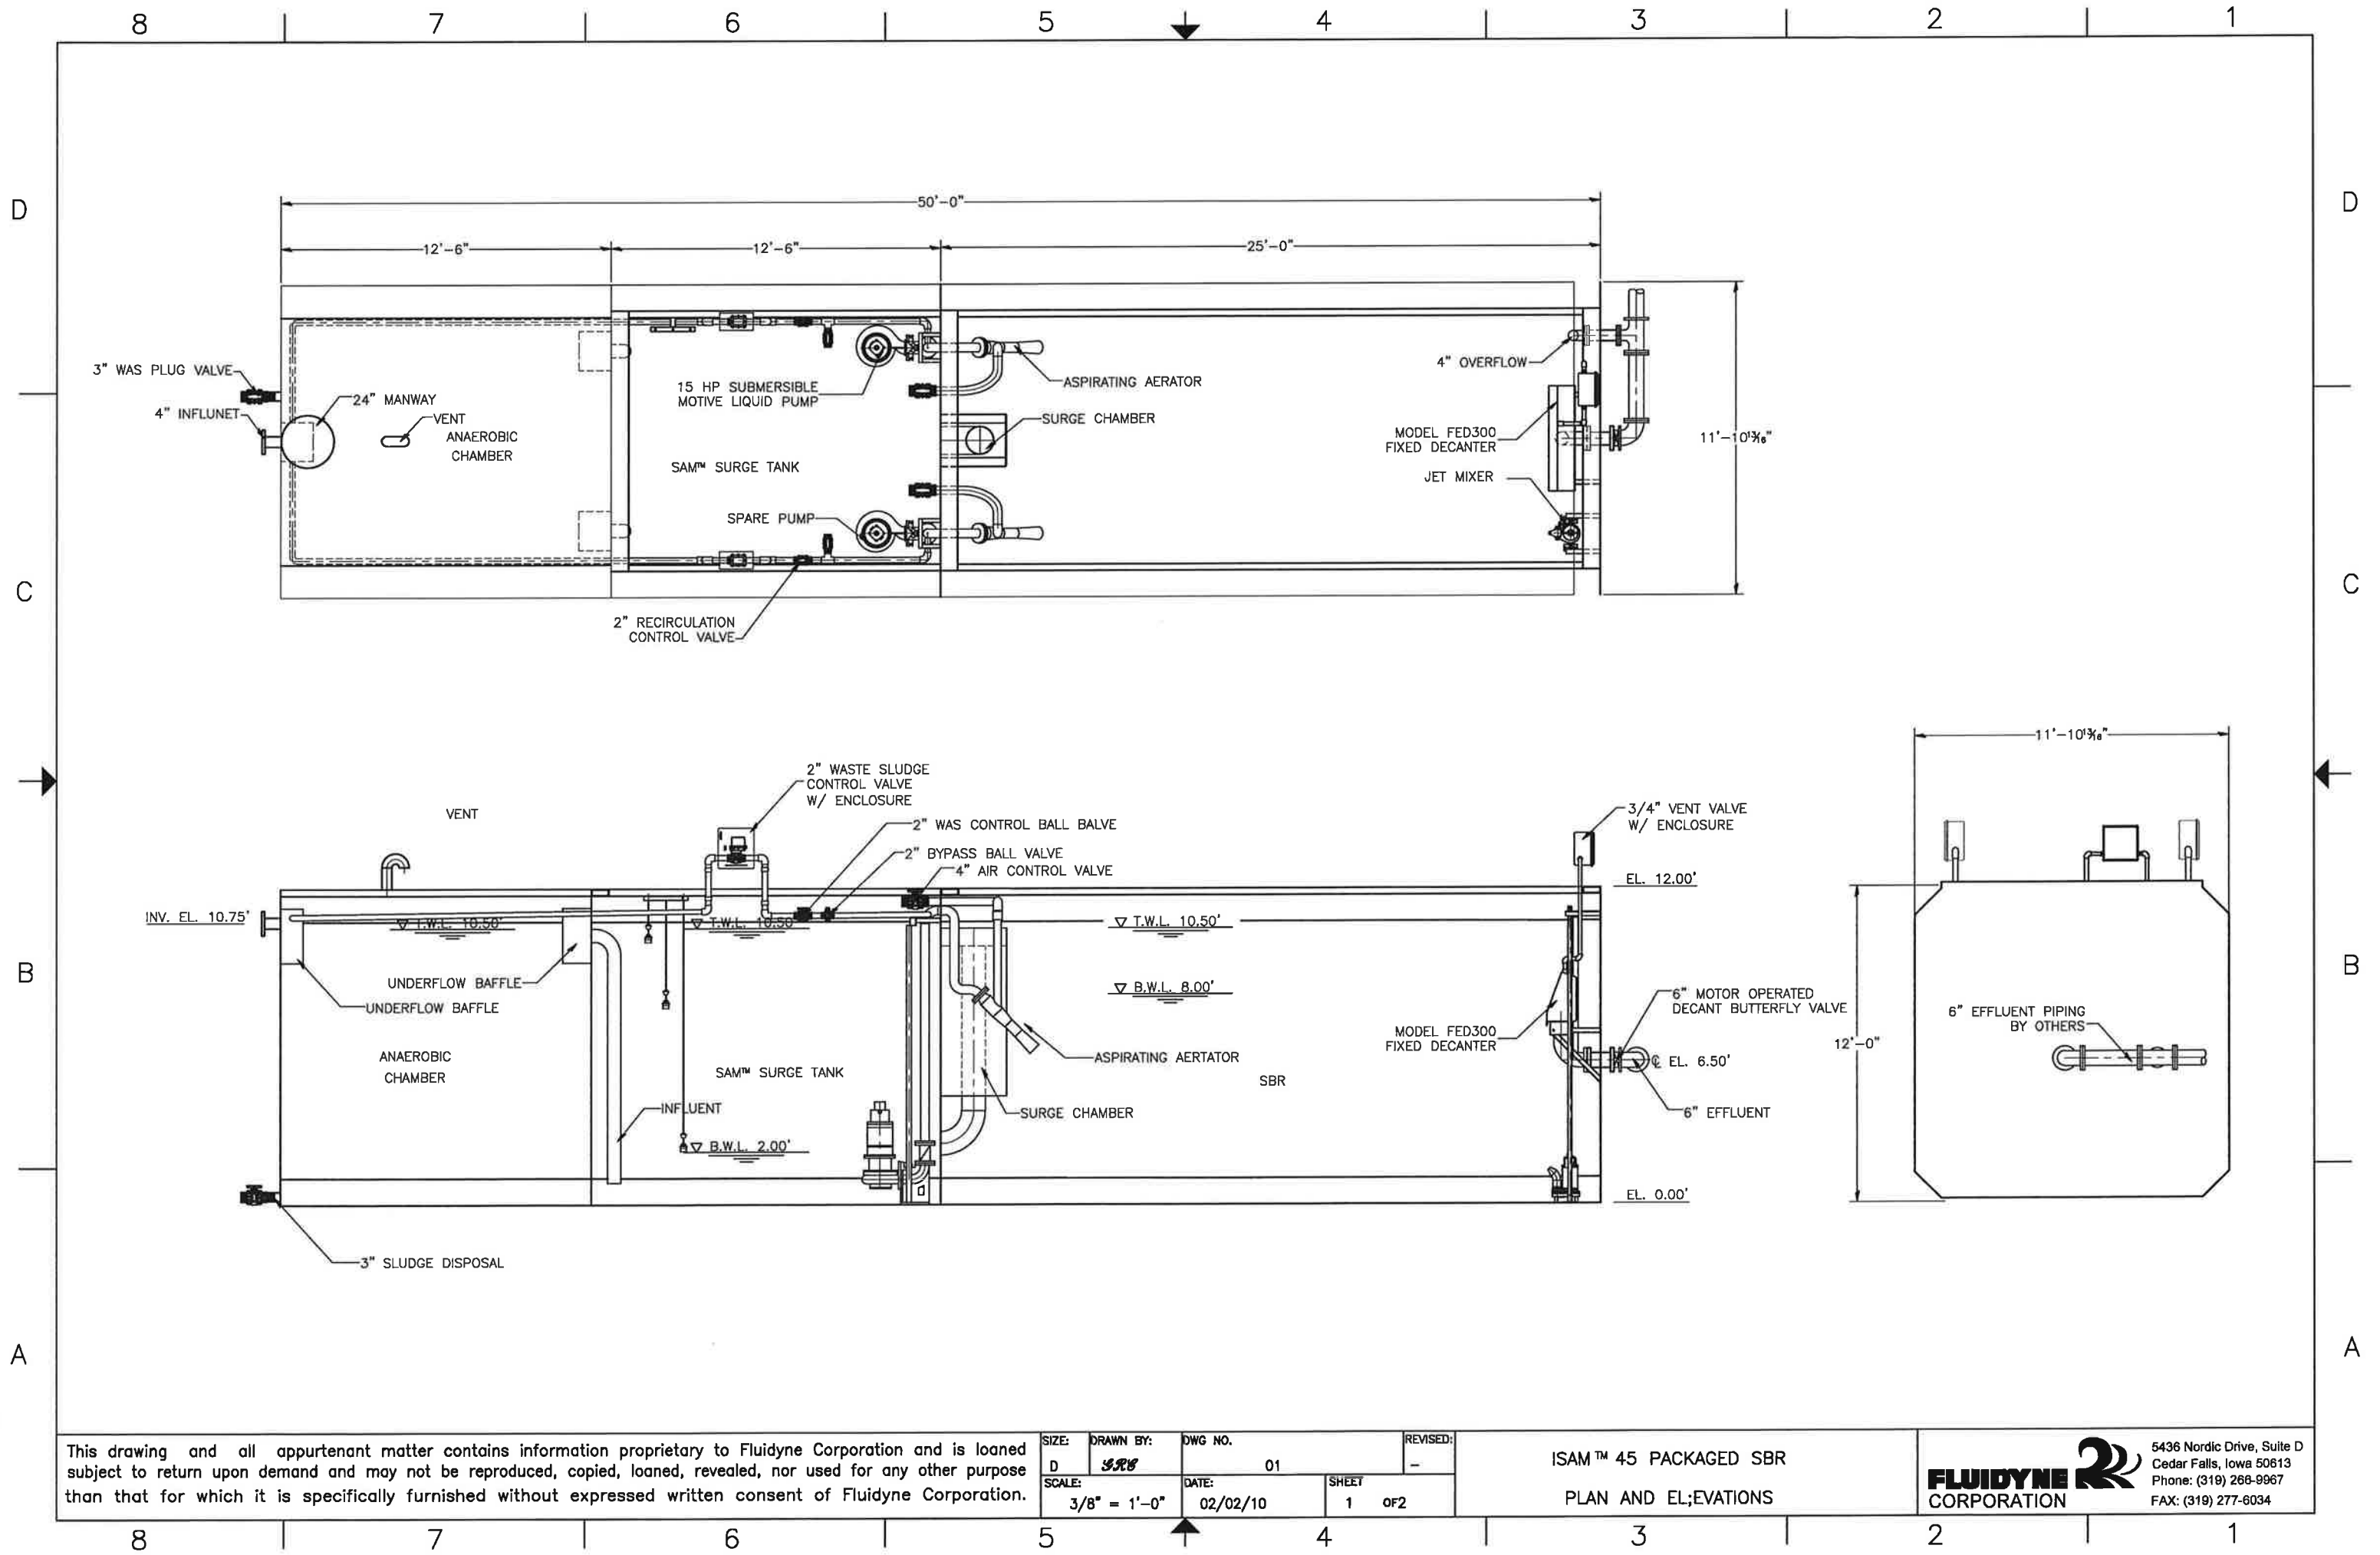 8 7 6 5 4 3 2 1
D
D
50'-0"
12'-6"
12'-6"
25'-0"
3" WAS PLUG VALVE
4" INFLUNET
24" MANWAY
VENT
ANAEROBIC
CHAMBER
15 HP SUBMERSIBLE
MOTIVE LIQUID PUMP
SAM™ SURGE TANK
SPARE PUMP
ASPIRATING AERATOR
SURGE CHAMBER
4" OVERFLOW
MODEL FED300
FIXED DECANTER
JET MIXER
11'-10 13/16"
C
C
2" RECIRCULATION
CONTROL VALVE
11'-10 13/16"
2" WASTE SLUDGE
CONTROL VALVE
W/ ENCLOSURE
VENT
2" WAS CONTROL BALL BALVE
2" BYPASS BALL VALVE
4" AIR CONTROL VALVE
3/4" VENT VALVE
W/ ENCLOSURE
EL. 12.00'
INV. EL. 10.75'
T.W.L. 10.50'
T.W.L. 10.50'
T.W.L. 10.50'
B
B
UNDERFLOW BAFFLE
UNDERFLOW BAFFLE
B.W.L. 8.00'
6" MOTOR OPERATED
DECANT BUTTERFLY VALVE
6" EFFLUENT PIPING
BY OTHERS
MODEL FED300
FIXED DECANTER
12'-0"
ANAEROBIC
CHAMBER
SAM™ SURGE TANK
ASPIRATING AERTATOR
SBR
℄ EL. 6.50'
INFLUENT
SURGE CHAMBER
6" EFFLUENT
B.W.L. 2.00'
EL. 0.00'
3" SLUDGE DISPOSAL
A
A
This drawing and all appurtenant matter contains information proprietary to Fluidyne Corporation and is loaned
subject to return upon demand and may not be reproduced, copied, loaned, revealed, nor used for any other purpose
than that for which it is specifically furnished without expressed written consent of Fluidyne Corporation.
SIZE:
D
DRAWN BY:
GRB
DWG NO.
01
REVISED:
-
SCALE:
3/8" = 1'-0"
DATE:
02/02/10
SHEET
1 OF2
ISAM™ 45 PACKAGED SBR
PLAN AND EL;EVATIONS
FLUIDYNE
CORPORATION
5436 Nordic Drive, Suite D
Cedar Falls, Iowa 50613
Phone: (319) 266-9967
FAX: (319) 277-6034
8 7 6 5 4 3 2 1